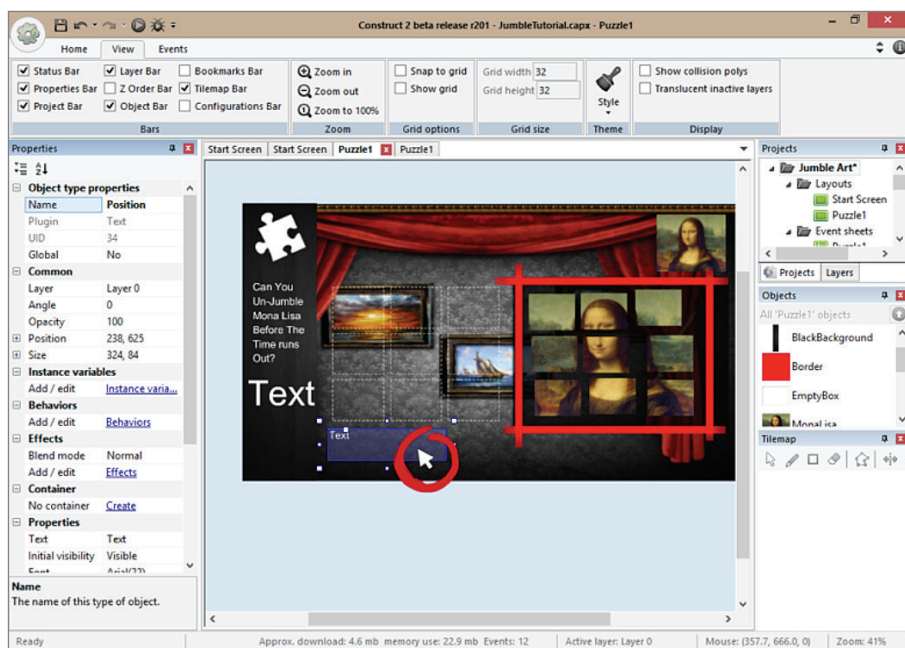 Construct 2 beta release r201 - JumbleTutorial.capx - Puzzle1
Home View Events
Status Bar Layer Bar Bookmarks Bar
Properties Bar Z Order Bar Tilemap Bar
Project Bar Object Bar Configurations Bar
Bars
Zoom in
Zoom out
Zoom to 100%
Zoom
Snap to grid
Show grid
Grid options
Grid width 32
Grid height 32
Grid size
Style
Theme
Show collision polys
Translucent inactive layers
Display
Properties
Object type properties
Name Position
Plugin Text
UID 34
Global No
Common
Layer Layer 0
Angle 0
Opacity 100
Position 238, 625
Size 324, 84
Instance variables
Add / edit Instance varia...
Behaviors
Add / edit Behaviors
Effects
Blend mode Normal
Add / edit Effects
Container
No container Create
Properties
Text Text
Initial visibility Visible
Font Arial(22)
Name
The name of this type of object.
Start Screen Start Screen Puzzle1 Puzzle1
Can You
Un-Jumble
Mona Lisa
Before The
Time runs
Out?
Text
Text
Projects
Jumble Art*
Layouts
Start Screen
Puzzle1
Event sheets
Puzzle1
Projects Layers
Objects
All 'Puzzle1' objects
BlackBackground
Border
EmptyBox
MonaLisa
Tilemap
Ready Approx. download: 4.6 mb memory use: 22.9 mb Events: 12 Active layer: Layer 0 Mouse: (357.7, 666.0, 0) Zoom: 41%